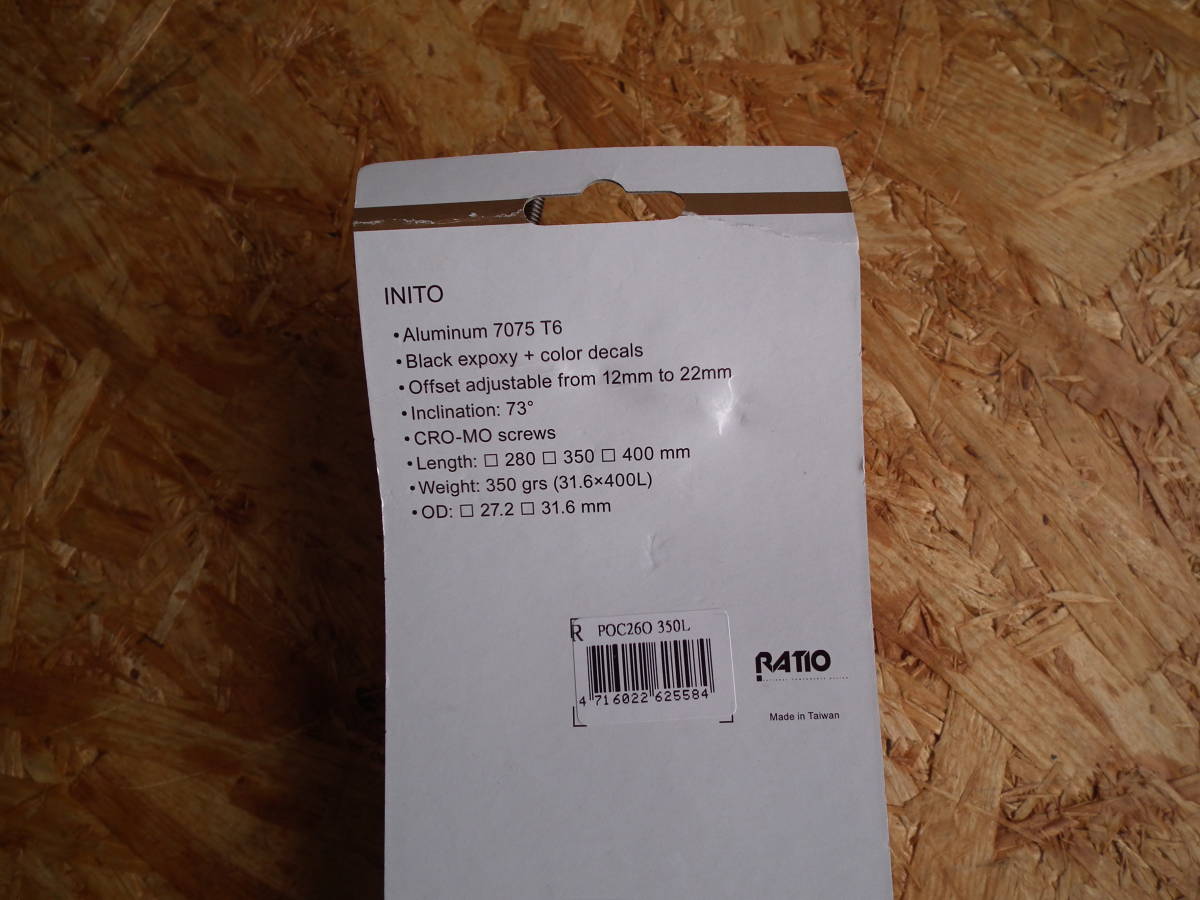 INITO
•Aluminum 7075 T6
•Black expoxy + color decals
•Offset adjustable from 12mm to 22mm
•Inclination: 73°
•CRO-MO screws
•Length: □ 280 □ 350 □ 400 mm
•Weight: 350 grs (31.6×400L)
•OD: □ 27.2 □ 31.6 mm
R POC26O 350L
4 716022 625584
RATIO
Made in Taiwan